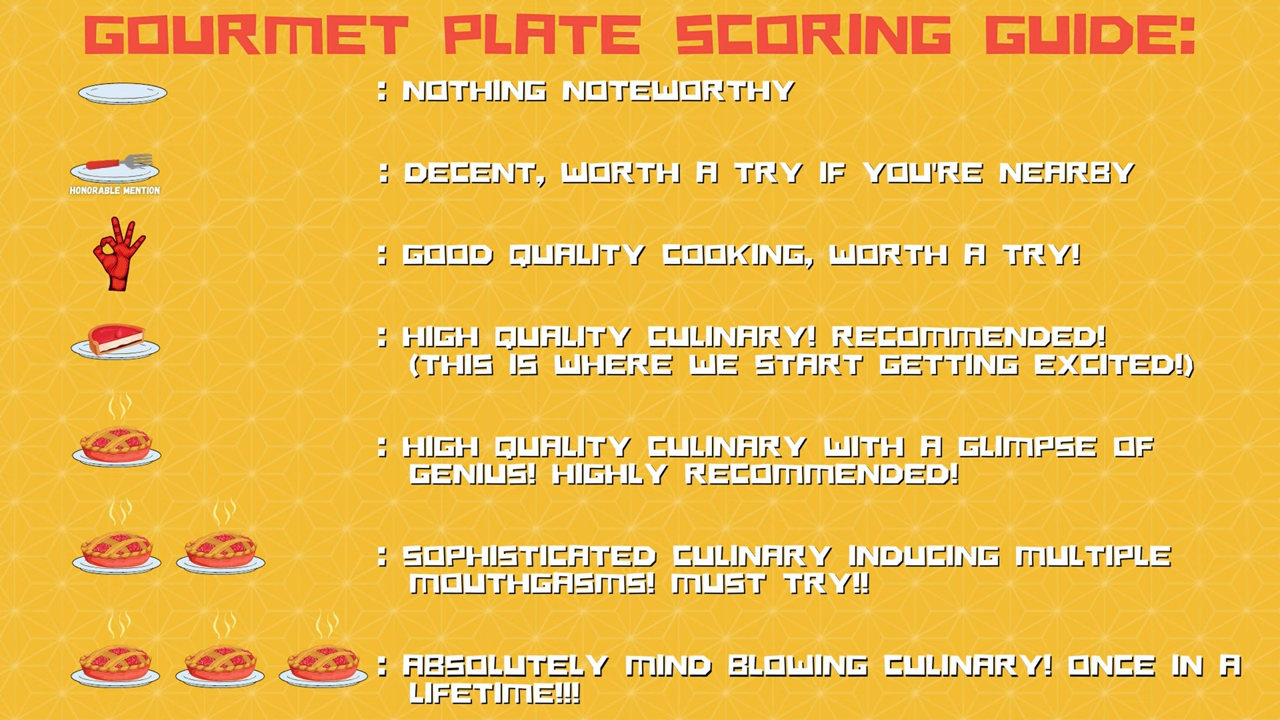 GOURMET PLATE SCORING GUIDE:
: NOTHING NOTEWORTHY
HONORABLE MENTION
: DECENT, WORTH A TRY IF YOU'RE NEARBY
: GOOD QUALITY COOKING, WORTH A TRY!
: HIGH QUALITY CULINARY! RECOMMENDED!
(THIS IS WHERE WE START GETTING EXCITED!)
: HIGH QUALITY CULINARY WITH A GLIMPSE OF
GENIUS! HIGHLY RECOMMENDED!
: SOPHISTICATED CULINARY INDUCING MULTIPLE
MOUTHGASMS! MUST TRY!!
: ABSOLUTELY MIND BLOWING CULINARY! ONCE IN A
LIFETIME!!!